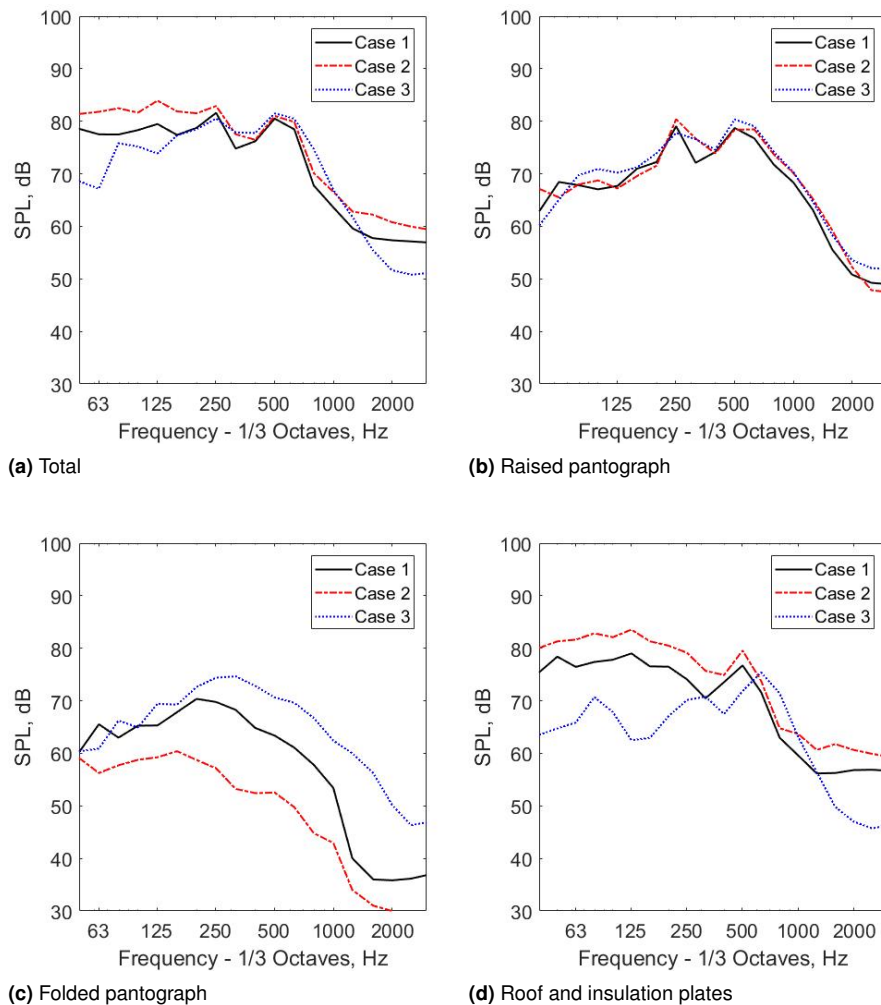 100
90
80
70
60
50
40
30
SPL, dB
Case 1
Case 2
Case 3
63 125 250 500 1000 2000
Frequency - 1/3 Octaves, Hz
(a) Total
100
90
80
70
60
50
40
30
SPL, dB
Case 1
Case 2
Case 3
125 250 500 1000 2000
Frequency - 1/3 Octaves, Hz
(b) Raised pantograph
100
90
80
70
60
50
40
30
SPL, dB
Case 1
Case 2
Case 3
63 125 250 500 1000 2000
Frequency - 1/3 Octaves, Hz
(c) Folded pantograph
100
90
80
70
60
50
40
30
SPL, dB
Case 1
Case 2
Case 3
63 125 250 500 1000 2000
Frequency - 1/3 Octaves, Hz
(d) Roof and insulation plates